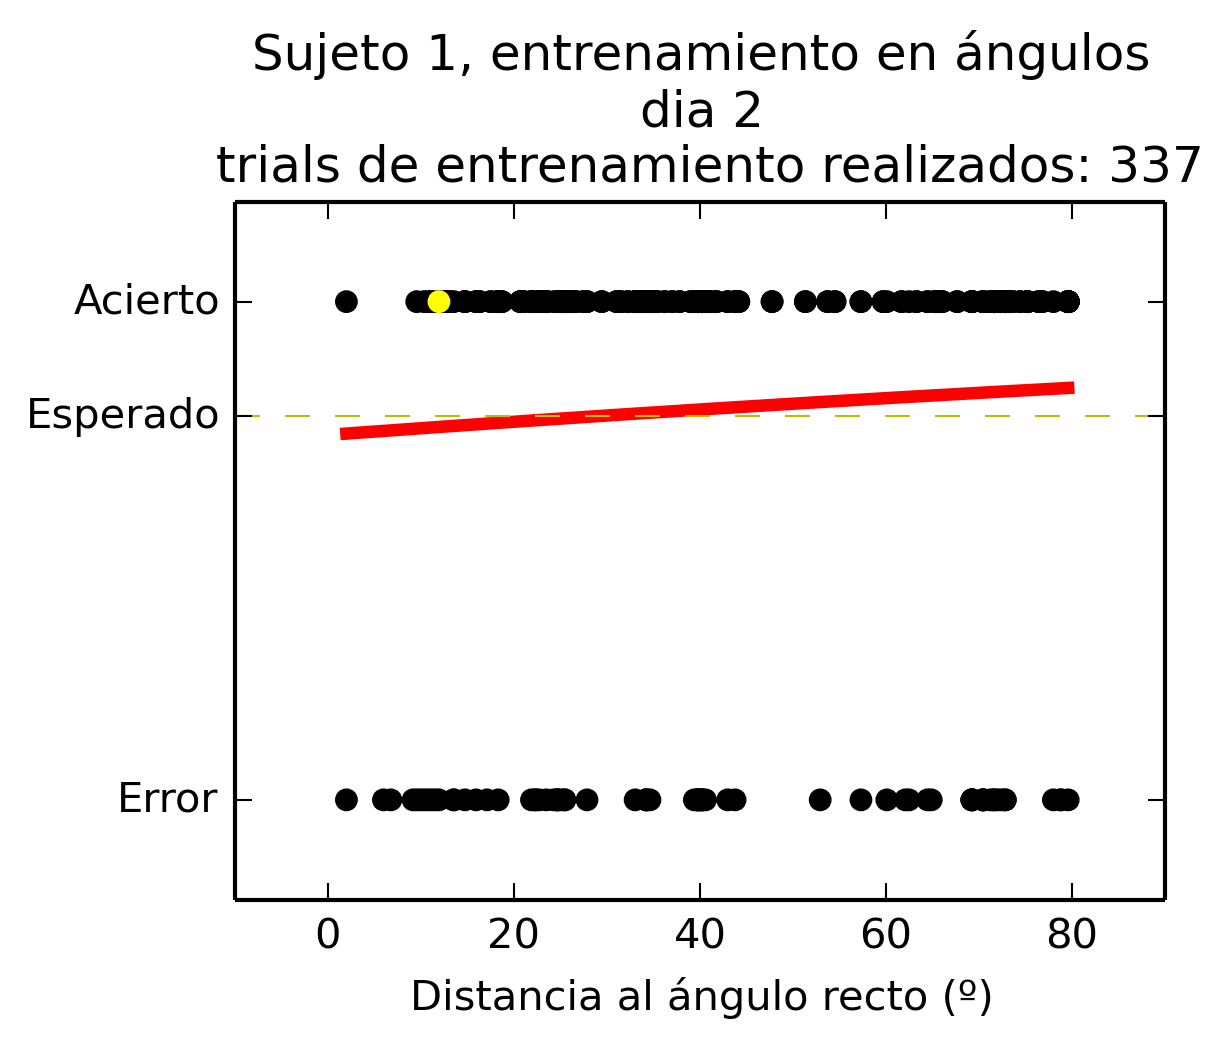 Sujeto 1, entrenamiento en ángulos
dia 2
trials de entrenamiento realizados: 337
Acierto
Esperado
Error
0 20 40 60 80
Distancia al ángulo recto (º)